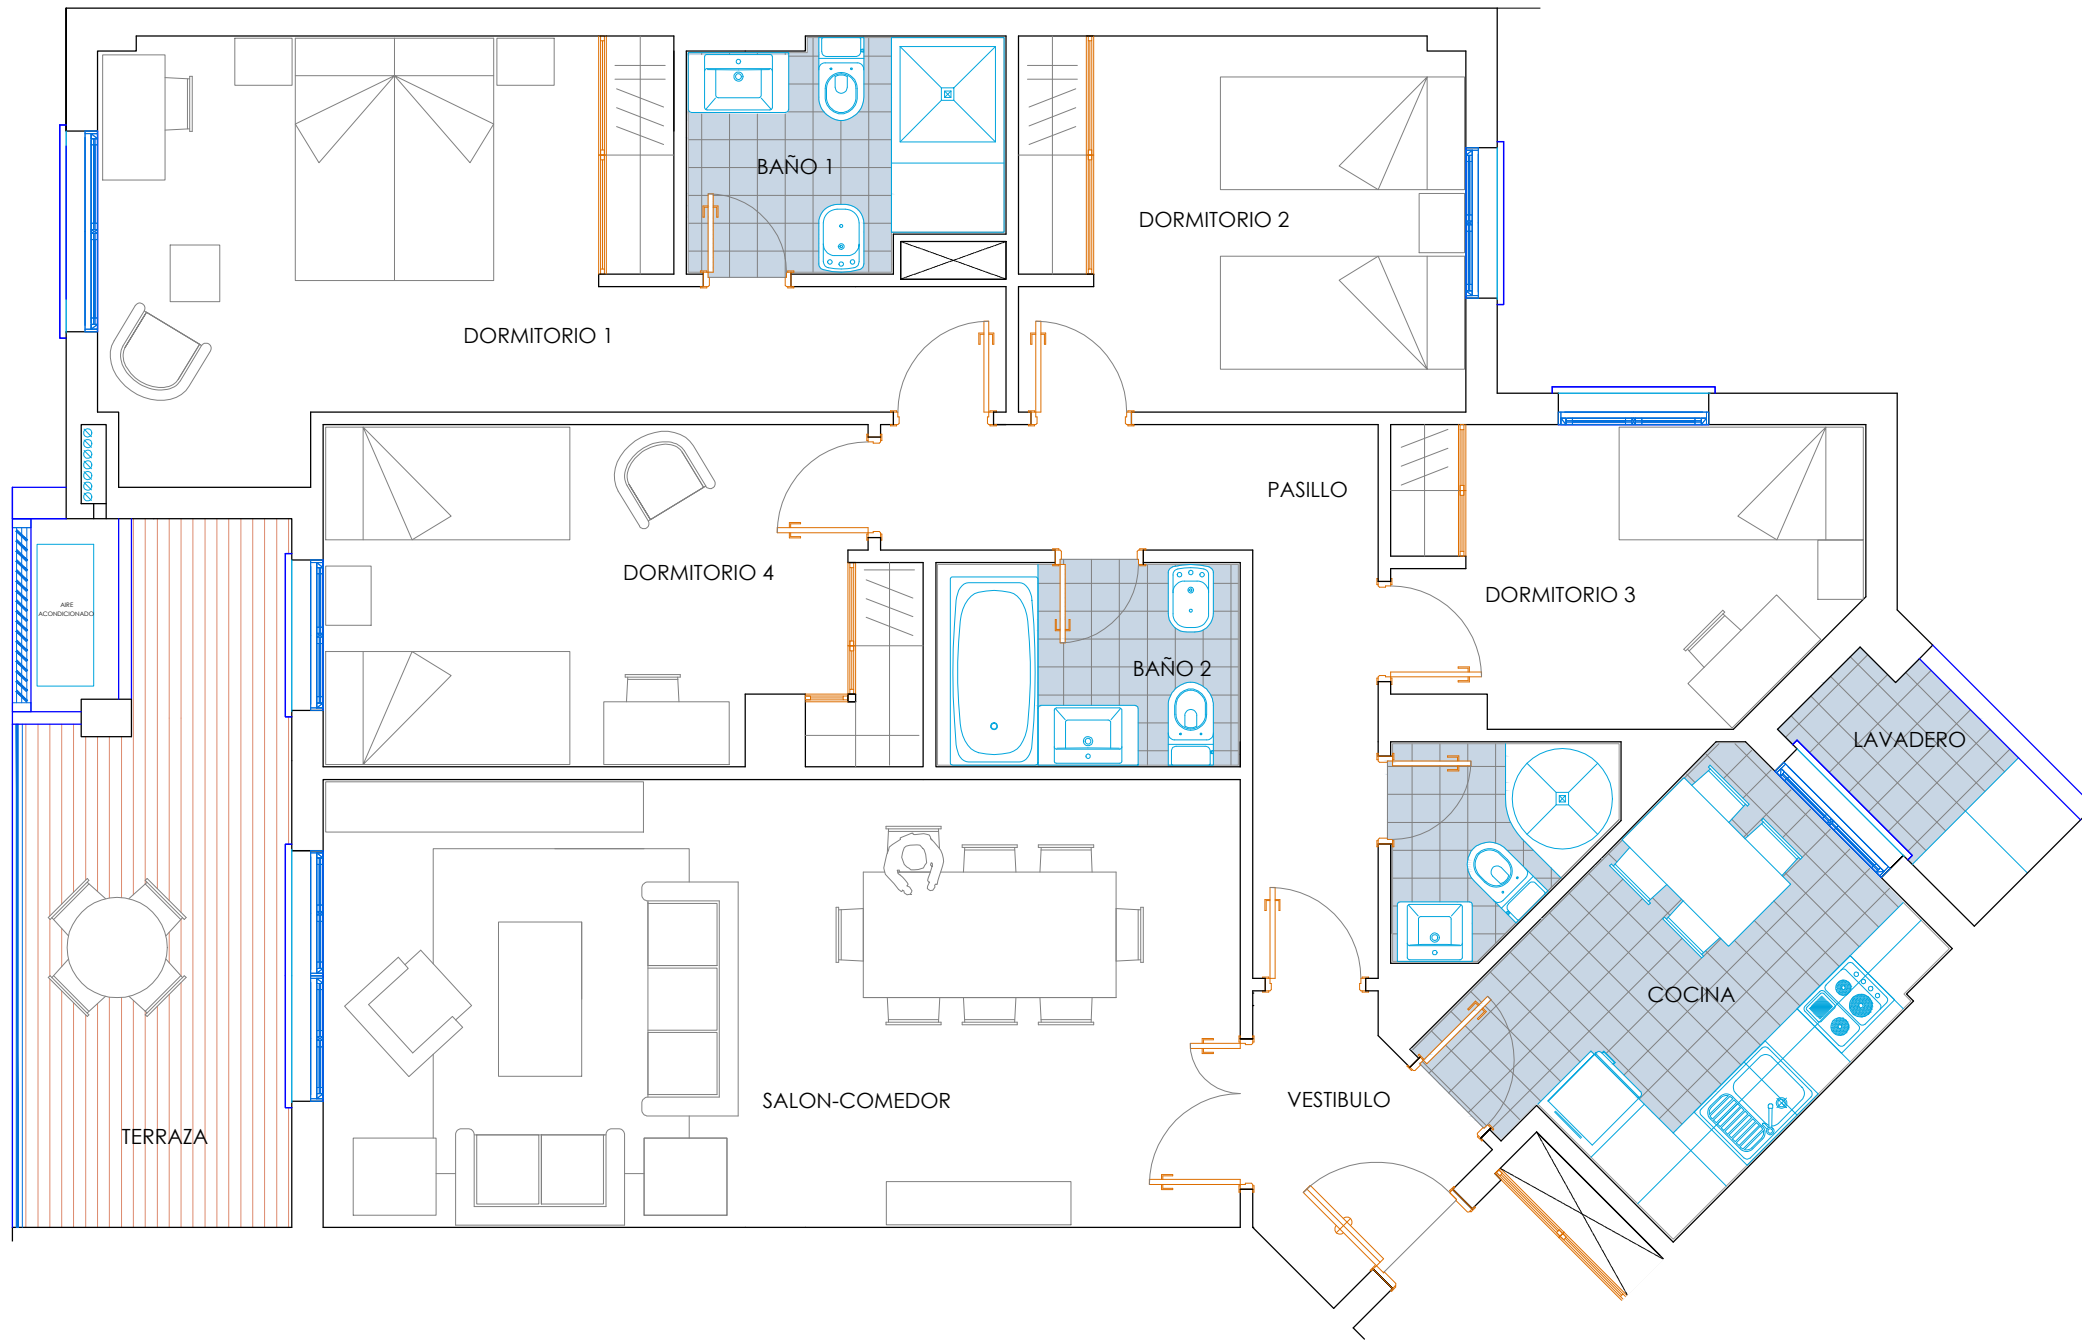 BAÑO 1
DORMITORIO 2
DORMITORIO 1
PASILLO
DORMITORIO 4
DORMITORIO 3
AIRE
ACONDICIONADO
BAÑO 2
LAVADERO
COCINA
SALON-COMEDOR
VESTIBULO
TERRAZA